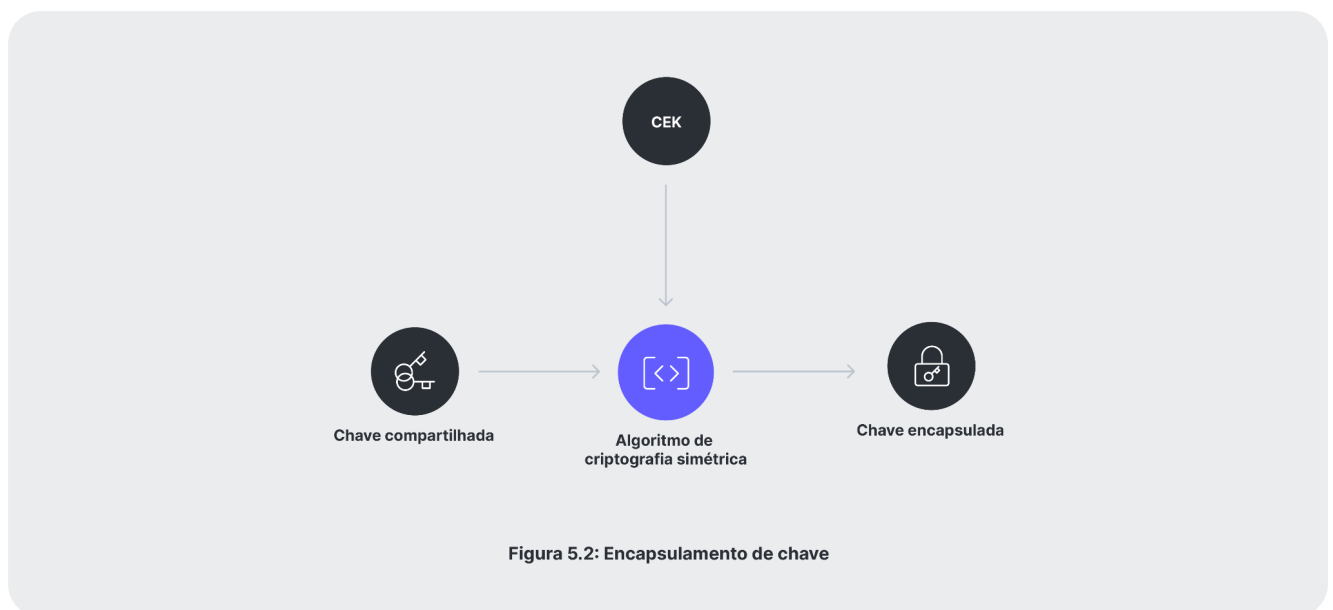 CEK
Chave compartilhada
Algoritmo de
criptografia simétrica
Chave encapsulada
Figura 5.2: Encapsulamento de chave